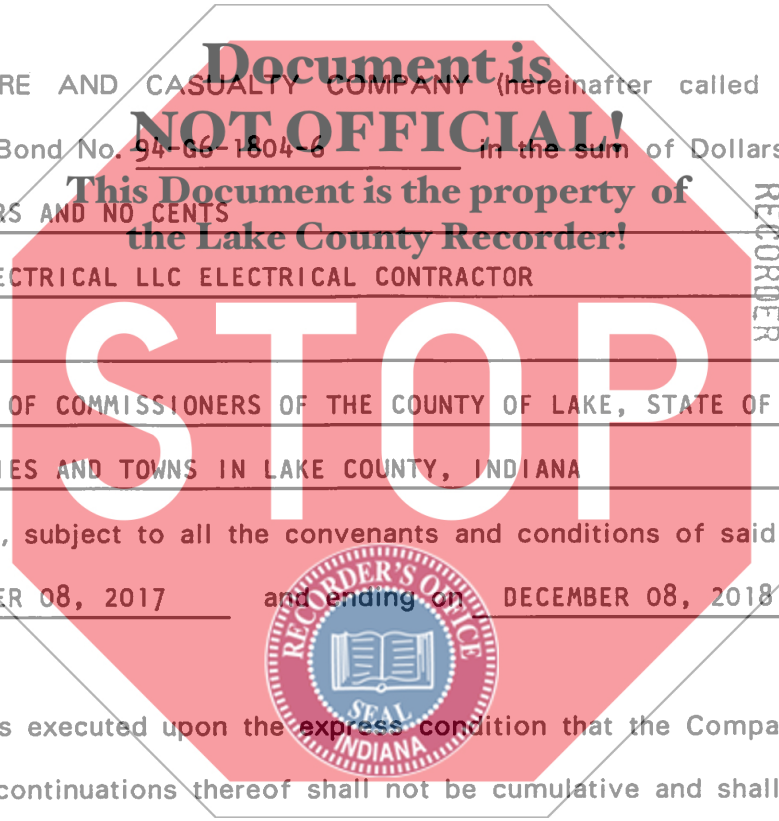 Document is
RE AND CASUALTY COMPANY (hereinafter called
NOT OFFICIAL!
Bond No. 94-G6-1804-6 in the sum of Dollars
This Document is the property of
RS AND NO CENTS
the Lake County Recorder!
ECTRICAL LLC ELECTRICAL CONTRACTOR
RECORDER
STOP
OF COMMISSIONERS OF THE COUNTY OF LAKE, STATE OF
IES AND TOWNS IN LAKE COUNTY, INDIANA
, subject to all the convenants and conditions of said
ER 08, 2017 and ending on DECEMBER 08, 2018
RECORDER'S OFFICE
SEAL
INDIANA
s executed upon the express condition that the Compa
continuations thereof shall not be cumulative and shall